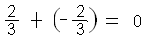 2/3 + (-2/3) = 0